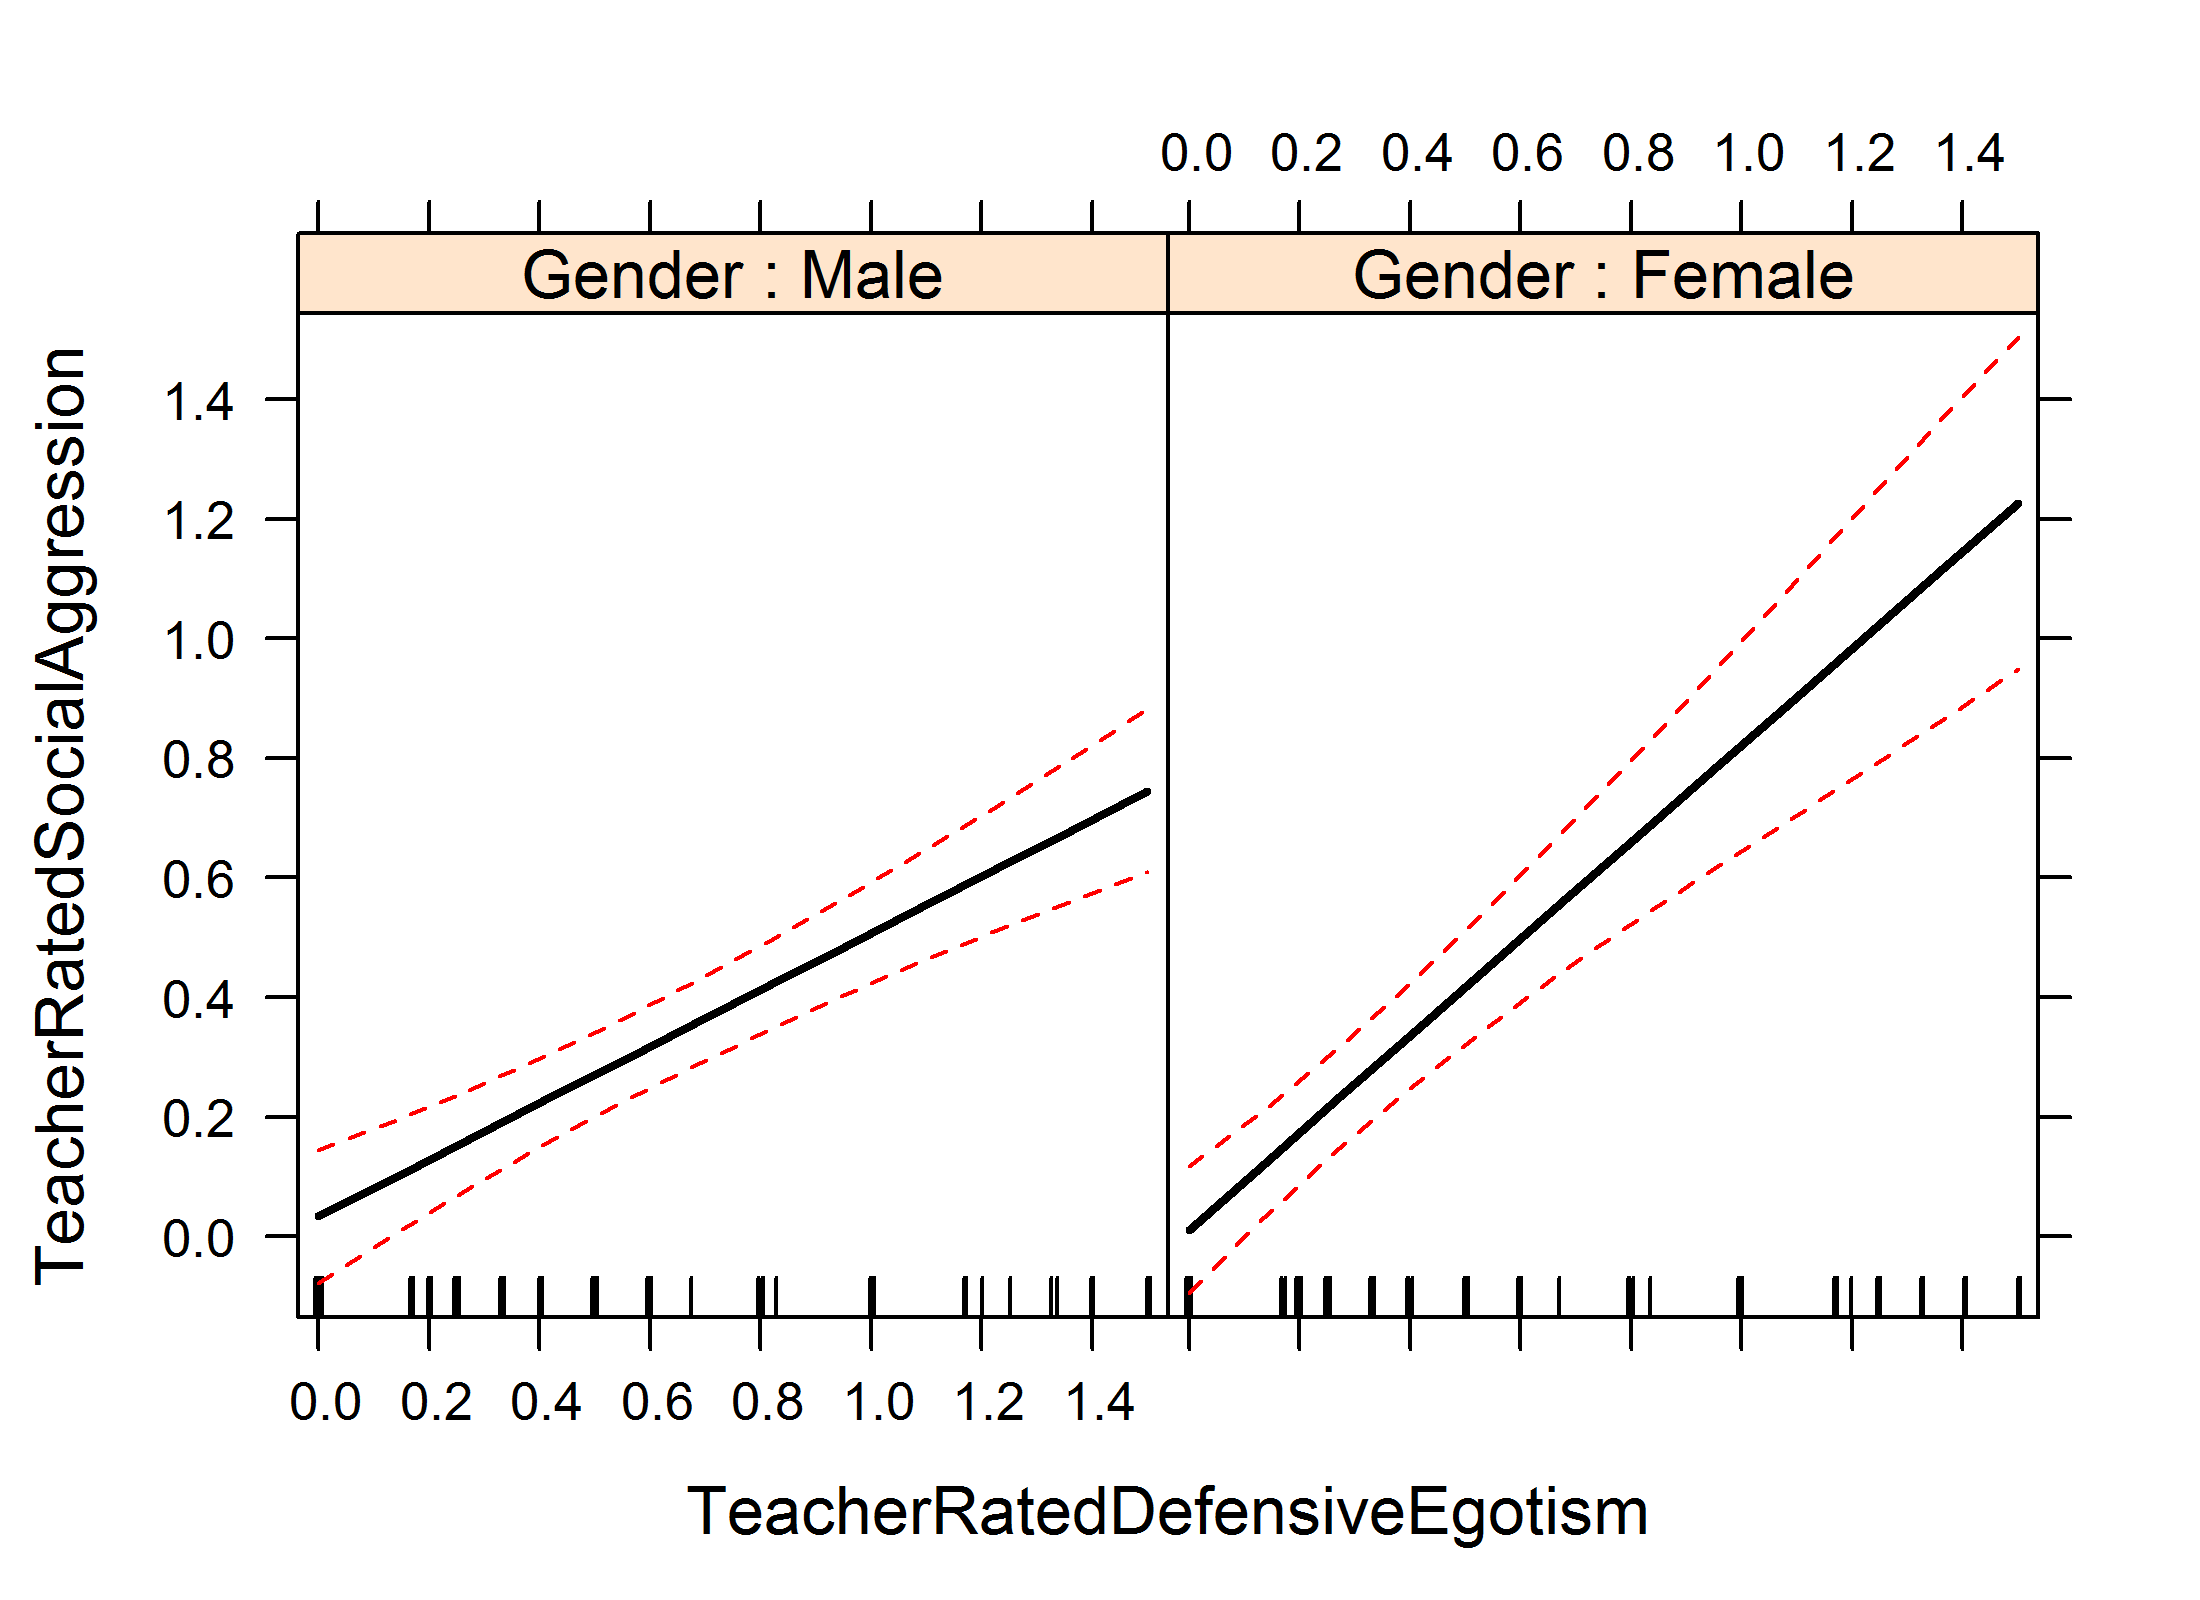 0.0 0.2 0.4 0.6 0.8 1.0 1.2 1.4
Gender : Male
Gender : Female
TeacherRatedSocialAggression
1.4
1.2
1.0
0.8
0.6
0.4
0.2
0.0
0.0 0.2 0.4 0.6 0.8 1.0 1.2 1.4
TeacherRatedDefensiveEgotism